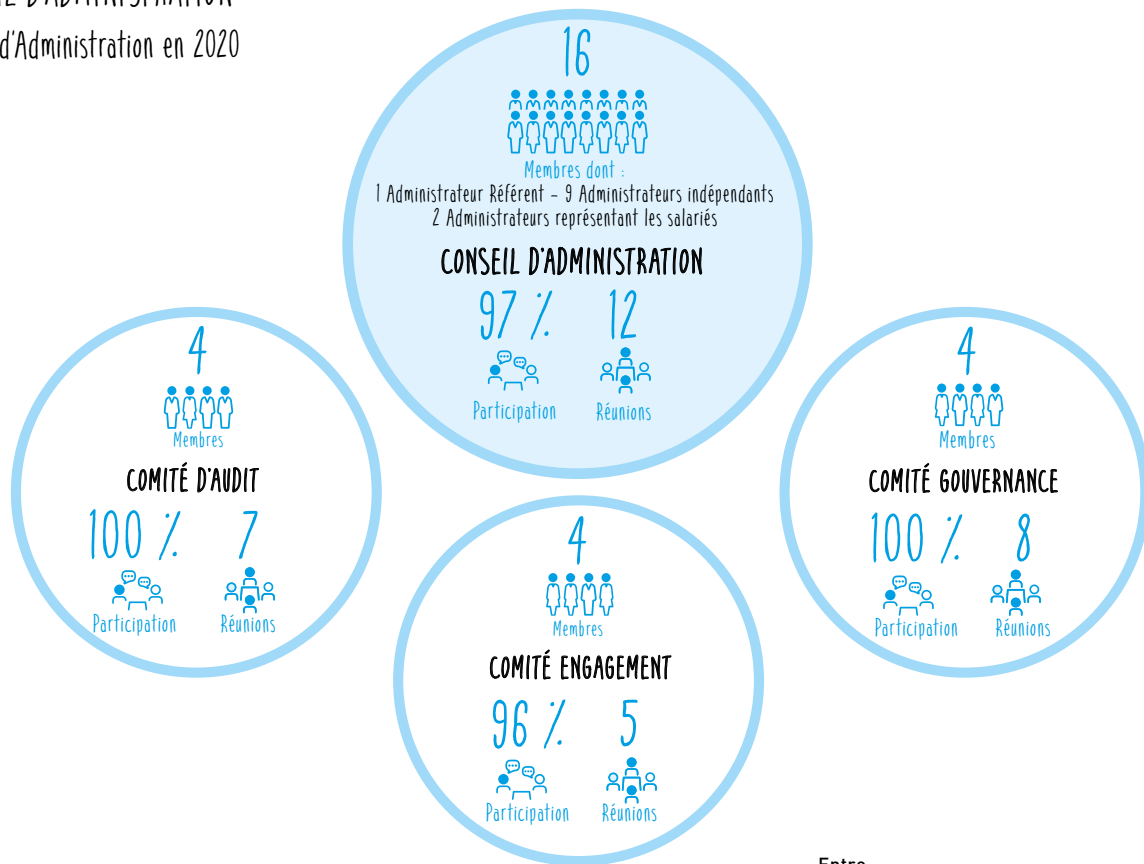 d'Administration en 2020
16
Membres dont :
1 Administrateur Référent – 9 Administrateurs indépendants
2 Administrateurs représentant les salariés
CONSEIL D'ADMINISTRATION
97 % 12
Participation Réunions
4
Membres
COMITÉ D'AUDIT
100 % 7
Participation Réunions
4
Membres
COMITÉ GOUVERNANCE
100 % 8
Participation Réunions
4
Membres
COMITÉ ENGAGEMENT
96 % 5
Participation Réunions